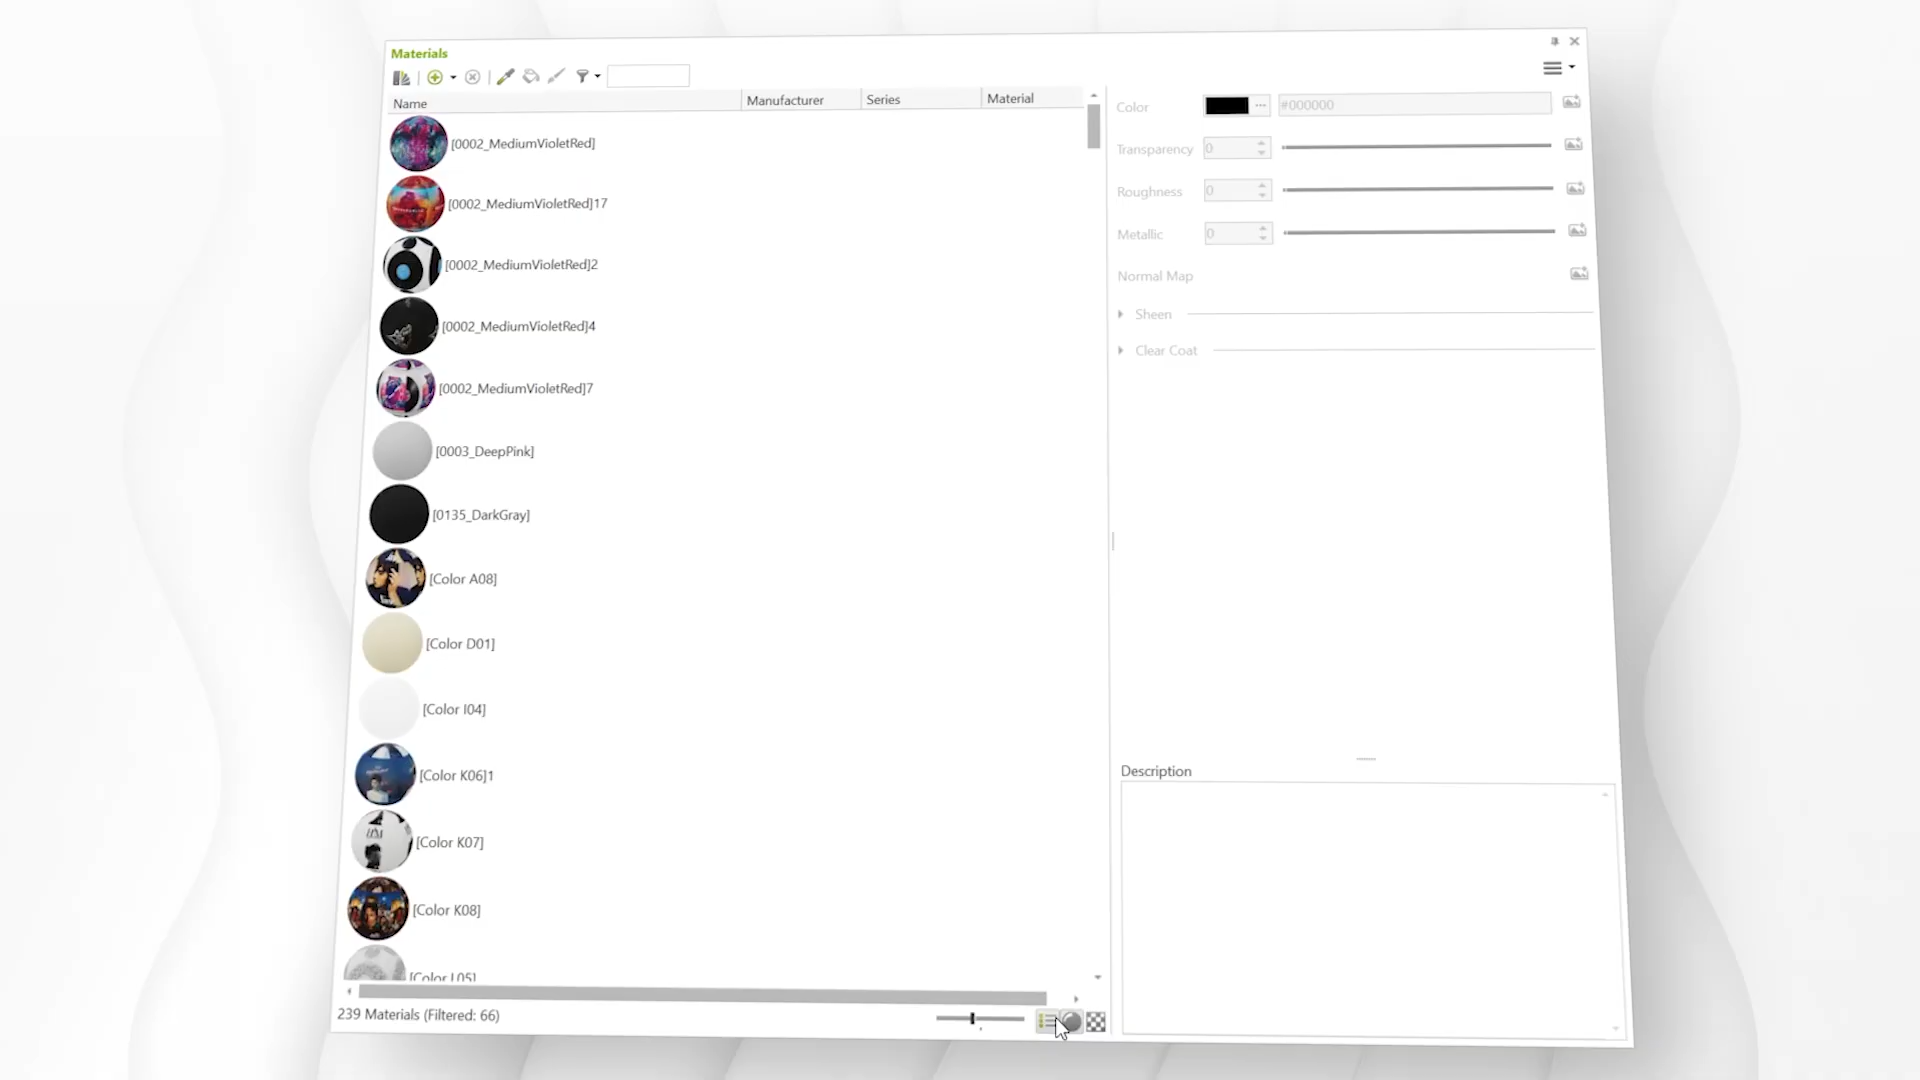 Materials
Name
Manufacturer
Series
Material
[0002_MediumVioletRed]
[0002_MediumVioletRed]17
[0002_MediumVioletRed]2
[0002_MediumVioletRed]4
[0002_MediumVioletRed]7
[0003_DeepPink]
[0135_DarkGray]
[Color A08]
[Color D01]
[Color I04]
[Color K06]1
[Color K07]
[Color K08]
[Color L05]
239 Materials (Filtered: 66)
Color
#000000
Transparency
0
Roughness
0
Metallic
0
Normal Map
Sheen
Clear Coat
Description